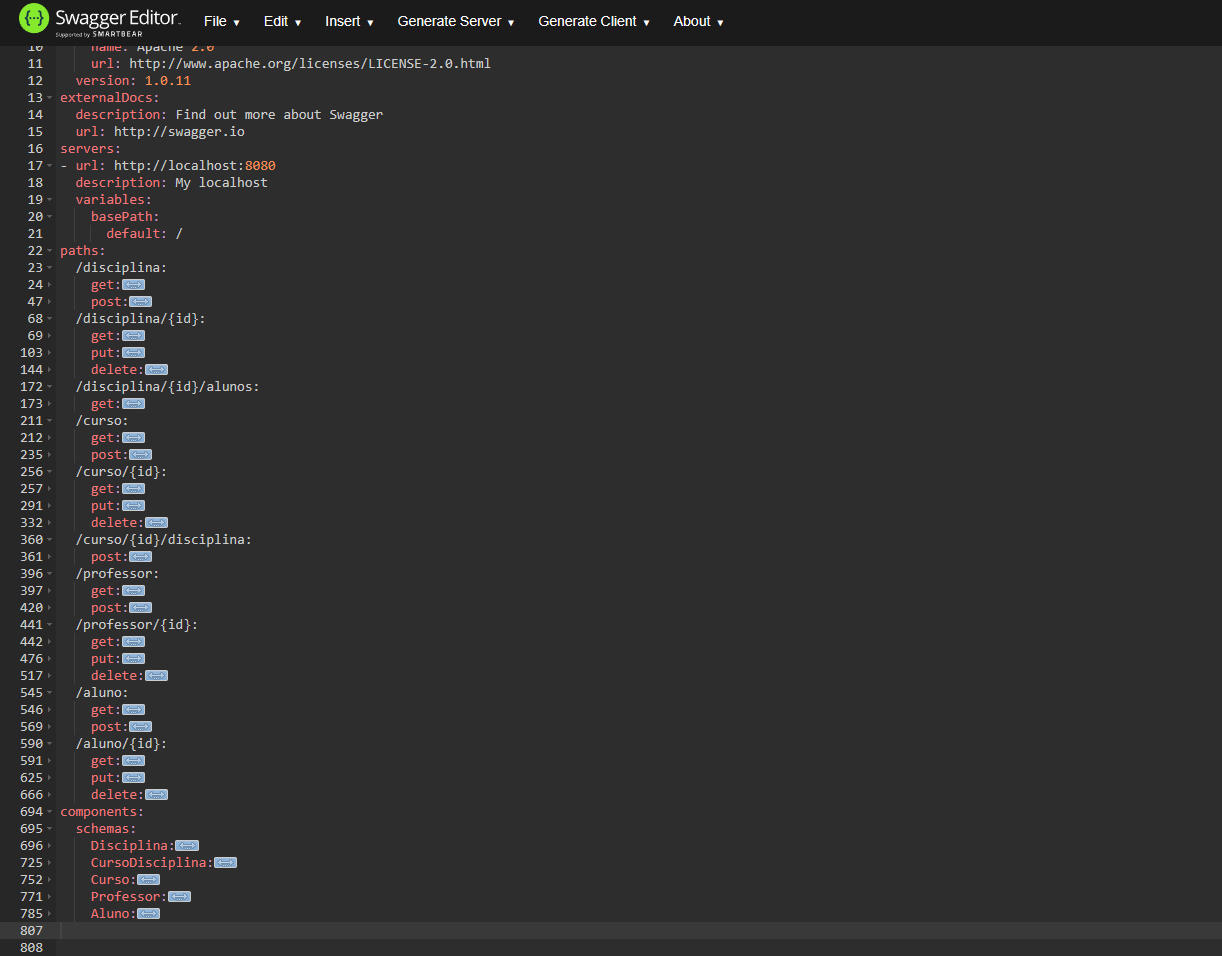 Swagger Editor.
Supported by SMARTBEAR
File ▾ Edit ▾ Insert ▾ Generate Server ▾ Generate Client ▾ About ▾
10 name: Apache 2.0
11 url: http://www.apache.org/licenses/LICENSE-2.0.html
12 version: 1.0.11
13 externalDocs:
14 description: Find out more about Swagger
15 url: http://swagger.io
16 servers:
17 - url: http://localhost:8080
18 description: My localhost
19 variables:
20 basePath:
21 default: /
22 paths:
23 /disciplina:
24 get:
47 post:
68 /disciplina/{id}:
69 get:
103 put:
144 delete:
172 /disciplina/{id}/alunos:
173 get:
211 /curso:
212 get:
235 post:
256 /curso/{id}:
257 get:
291 put:
332 delete:
360 /curso/{id}/disciplina:
361 post:
396 /professor:
397 get:
420 post:
441 /professor/{id}:
442 get:
476 put:
517 delete:
545 /aluno:
546 get:
569 post:
590 /aluno/{id}:
591 get:
625 put:
666 delete:
694 components:
695 schemas:
696 Disciplina:
725 CursoDisciplina:
752 Curso:
771 Professor:
785 Aluno:
807
808